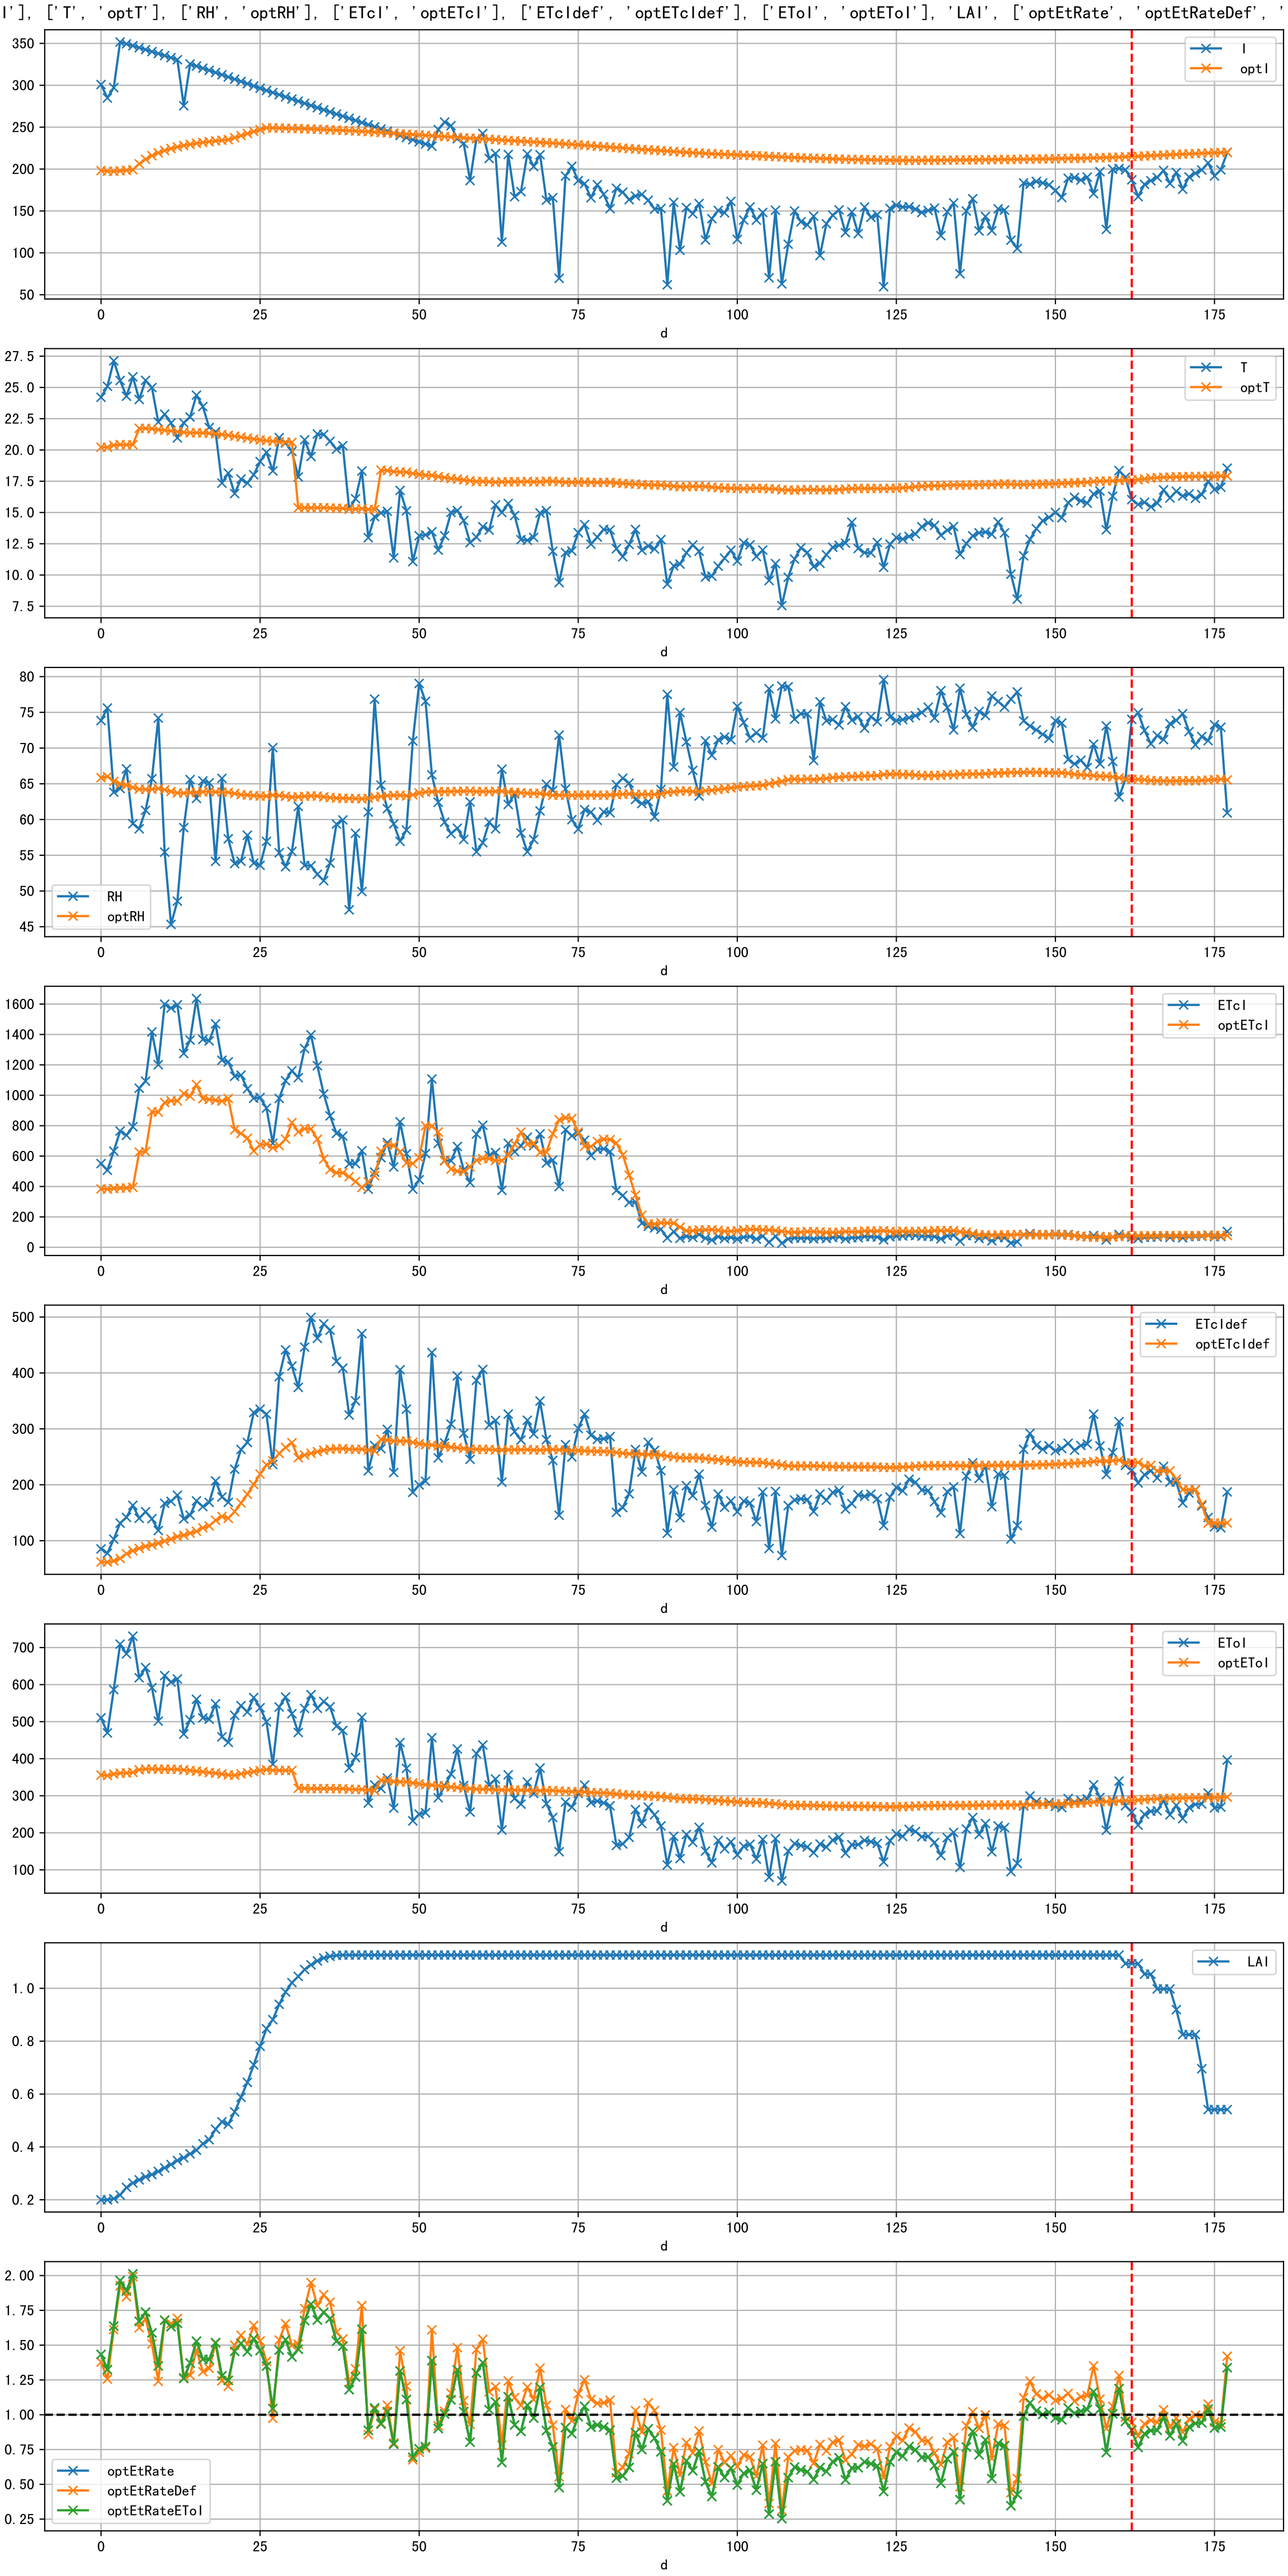 I'], ['T', 'optT'], ['RH', 'optRH'], ['ETcI', 'optETcI'], ['ETcIdef', 'optETcIdef'], ['EToI', 'optEToI'], 'LAI', ['optEtRate', 'optEtRateDef', '
350
300
250
200
150
100
50
I
optI
0 25 50 75 100 125 150 175
d
27.5
25.0
22.5
20.0
17.5
15.0
12.5
10.0
7.5
T
optT
0 25 50 75 100 125 150 175
d
80
75
70
65
60
55
50
45
RH
optRH
0 25 50 75 100 125 150 175
d
1600
1400
1200
1000
800
600
400
200
0
ETcI
optETcI
0 25 50 75 100 125 150 175
d
500
400
300
200
100
ETcIdef
optETcIdef
0 25 50 75 100 125 150 175
d
700
600
500
400
300
200
100
EToI
optEToI
0 25 50 75 100 125 150 175
d
1.0
0.8
0.6
0.4
0.2
LAI
0 25 50 75 100 125 150 175
d
2.00
1.75
1.50
1.25
1.00
0.75
0.50
0.25
optEtRate
optEtRateDef
optEtRateEToI
0 25 50 75 100 125 150 175
d